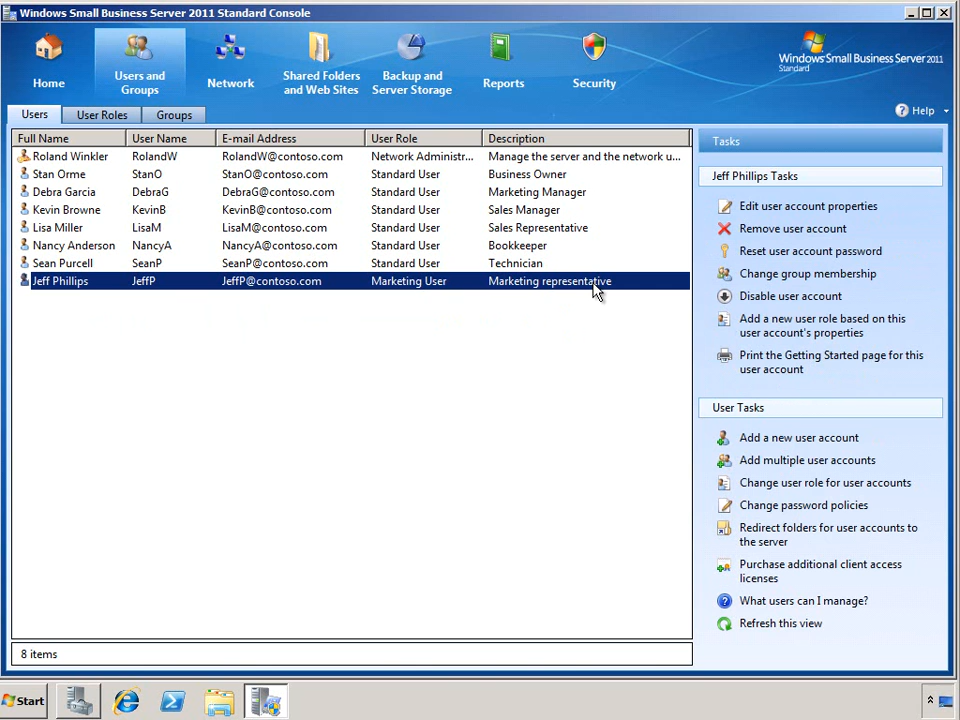 Windows Small Business Server 2011 Standard Console
Home
Users and
Groups
Network
Shared Folders
and Web Sites
Backup and
Server Storage
Reports
Security
Windows Small Business Server 2011
Standard
Users
User Roles
Groups
Help
Full Name User Name E-mail Address User Role Description
Roland Winkler RolandW RolandW@contoso.com Network Administr... Manage the server and the network u...
Stan Orme StanO StanO@contoso.com Standard User Business Owner
Debra Garcia DebraG DebraG@contoso.com Standard User Marketing Manager
Kevin Browne KevinB KevinB@contoso.com Standard User Sales Manager
Lisa Miller LisaM LisaM@contoso.com Standard User Sales Representative
Nancy Anderson NancyA NancyA@contoso.com Standard User Bookkeeper
Sean Purcell SeanP SeanP@contoso.com Standard User Technician
Jeff Phillips JeffP JeffP@contoso.com Marketing User Marketing representative
8 items
Tasks
Jeff Phillips Tasks
Edit user account properties
Remove user account
Reset user account password
Change group membership
Disable user account
Add a new user role based on this
user account's properties
Print the Getting Started page for this
user account
User Tasks
Add a new user account
Add multiple user accounts
Change user role for user accounts
Change password policies
Redirect folders for user accounts to
the server
Purchase additional client access
licenses
What users can I manage?
Refresh this view
Start